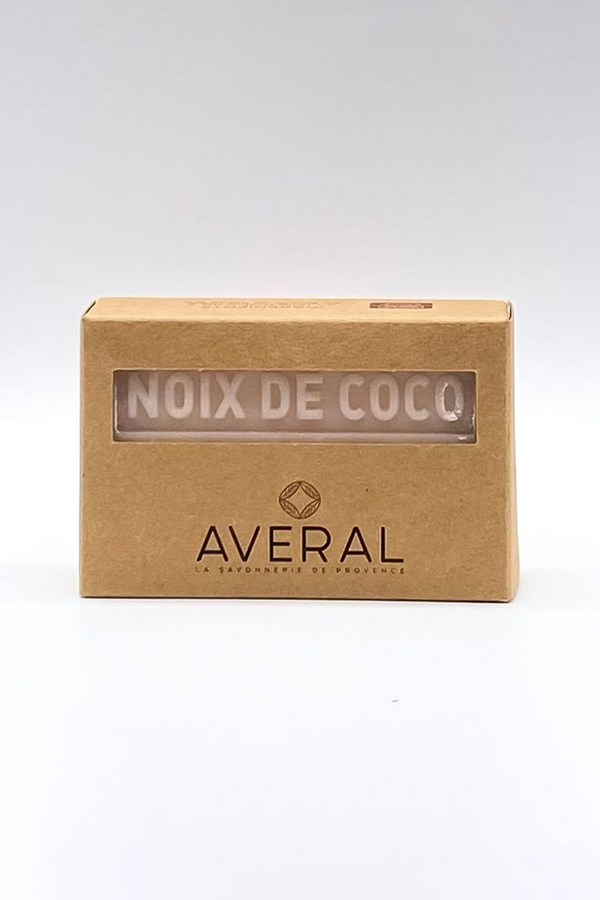 NOIX DE COCO
AVERAL
LA SAVONNERIE DE PROVENCE